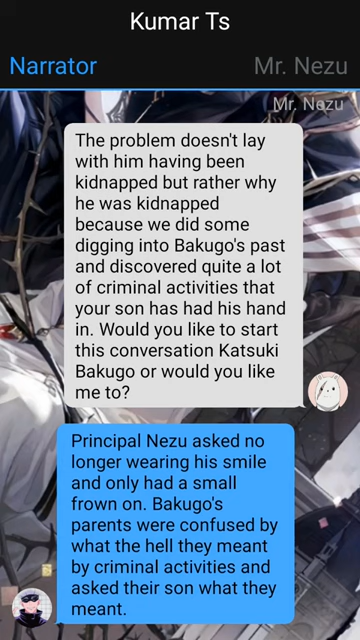 Kumar Ts
Narrator
Mr. Nezu
Mr. Nezu
The problem doesn't lay
with him having been
kidnapped but rather why
he was kidnapped
because we did some
digging into Bakugo's past
and discovered quite a lot
of criminal activities that
your son has had his hand
in. Would you like to start
this conversation Katsuki
Bakugo or would you like
me to?
Principal Nezu asked no
longer wearing his smile
and only had a small
frown on. Bakugo's
parents were confused by
what the hell they meant
by criminal activities and
asked their son what they
meant.